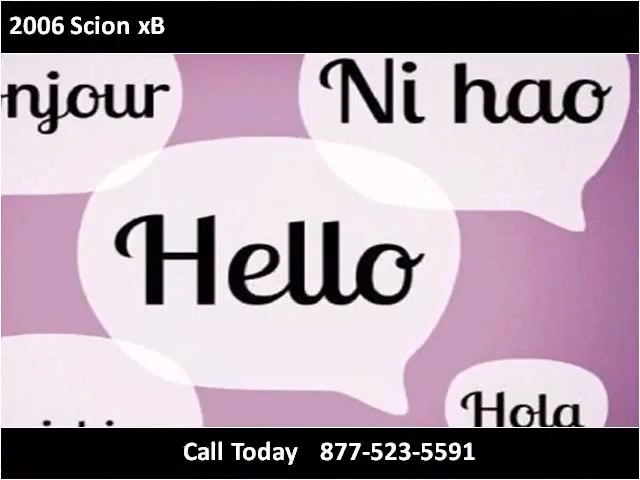 2006 Scion xB
njour
Ni hao
Hello
Hola
Call Today 877-523-5591